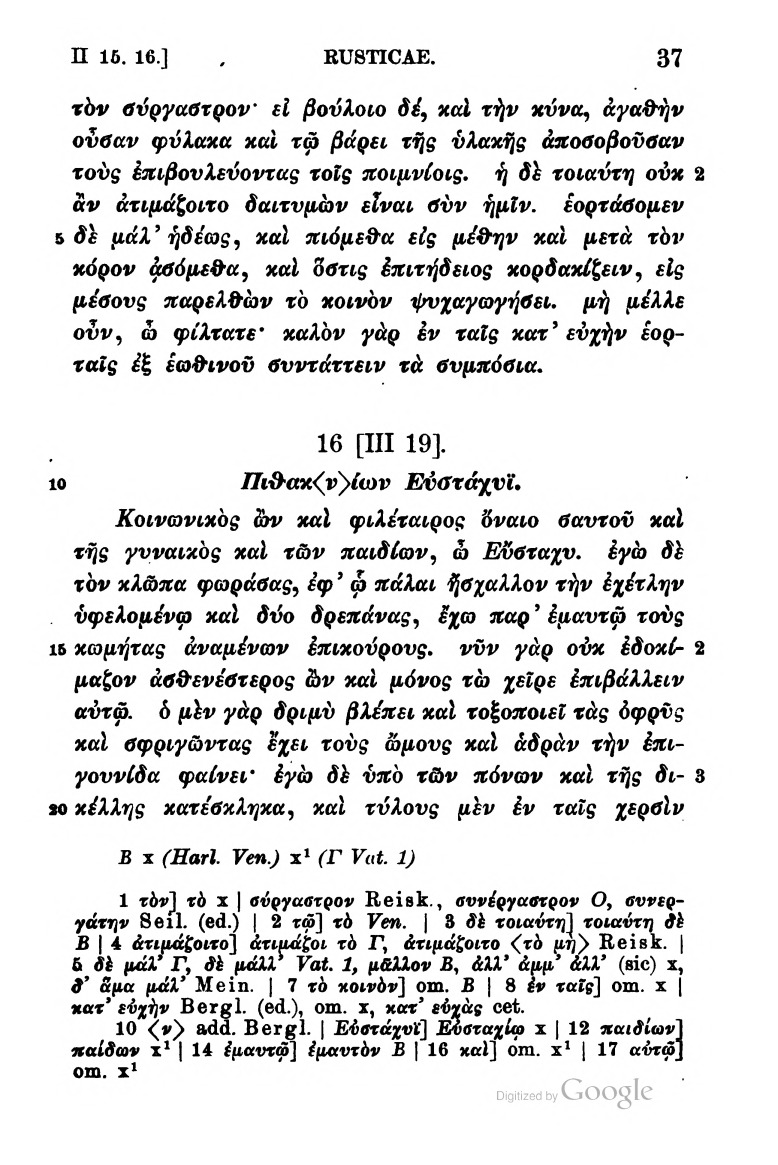 II 15. 16.] RUSTICAE. 37
τὸν σύργαστρον· εἰ βούλοιο δέ, καὶ τὴν κύνα, ἀγαθὴν
οὖσαν φύλακα καὶ τῷ βάρει τῆς ὑλακῆς ἀποσοβοῦσαν
τοὺς ἐπιβουλεύοντας τοῖς ποιμνίοις. ἡ δὲ τοιαύτη οὐκ 2
ἂν ἀτιμάζοιτο δαιτυμὼν εἶναι σὺν ἡμῖν. ἑορτάσομεν
5 δὲ μάλ’ ἡδέως, καὶ πιόμεθα εἰς μέθην καὶ μετὰ τὸν
κόρον ᾀσόμεθα, καὶ ὅστις ἐπιτήδειος κορδακίζειν, εἰς
μέσους παρελθὼν τὸ κοινὸν ψυχαγωγήσει. μὴ μέλλε
οὖν, ὦ φίλτατε· καλὸν γὰρ ἐν ταῖς κατ’ εὐχὴν ἑορ-
ταῖς ἐξ ἑωθινοῦ συντάττειν τὰ συμπόσια.
16 [III 19].
10 Πιθακ⟨ν⟩ίων Εὐστάχυϊ.
Κοινωνικὸς ὢν καὶ φιλέταιρος ὄναιο σαυτοῦ καὶ
τῆς γυναικὸς καὶ τῶν παιδίων, ὦ Εὔσταχυ. ἐγὼ δὲ
τὸν κλῶπα φωράσας, ἐφ’ ᾧ πάλαι ἤσχαλλον τὴν ἐχέτλην
ὑφελομένῳ καὶ δύο δρεπάνας, ἔχω παρ’ ἐμαυτῷ τοὺς
15 κωμήτας ἀναμένων ἐπικούρους. νῦν γὰρ οὐκ ἐδοκί- 2
μαζον ἀσθενέστερος ὢν καὶ μόνος τὼ χεῖρε ἐπιβάλλειν
αὐτῷ. ὁ μὲν γὰρ δριμὺ βλέπει καὶ τοξοποιεῖ τὰς ὀφρῦς
καὶ σφριγῶντας ἔχει τοὺς ὤμους καὶ ἁδρὰν τὴν ἐπι-
γουνίδα φαίνει· ἐγὼ δὲ ὑπὸ τῶν πόνων καὶ τῆς δι- 3
20 κέλλης κατέσκληκα, καὶ τύλους μὲν ἐν ταῖς χερσὶν
B x (Harl. Ven.) x¹ (Γ Vat. 1)
1 τὸν] τὸ x | σύργαστρον Reisk., συνέργαστρον O, συνερ-
γάτην Seil. (ed.) | 2 τῷ] τὸ Ven. | 3 δὲ τοιαύτη] τοιαύτη δὲ
B | 4 ἀτιμάζοιτο] ἀτιμάζοι τὸ Γ, ἀτιμάζοιτο ⟨τὸ μὴ⟩ Reisk. |
5 δὲ μάλ’ Γ, δὲ μάλλ’ Vat. 1, μᾶλλον B, ἀλλ’ ἀμμ’ ἀλλ’ (sic) x,
δ’ ἅμα μάλ’ Mein. | 7 τὸ κοινὸν] om. B | 8 ἐν ταῖς] om. x |
κατ’ εὐχὴν Bergl. (ed.), om. x, κατ’ εὐχὰς cet.
10 ⟨ν⟩ add. Bergl. | Εὐστάχυϊ] Εὐσταχίῳ x | 12 παιδίων]
παίδων x¹ | 14 ἐμαυτῷ] ἐμαυτὸν B | 16 καὶ] om. x¹ | 17 αὐτῷ]
om. x¹
Digitized by Google